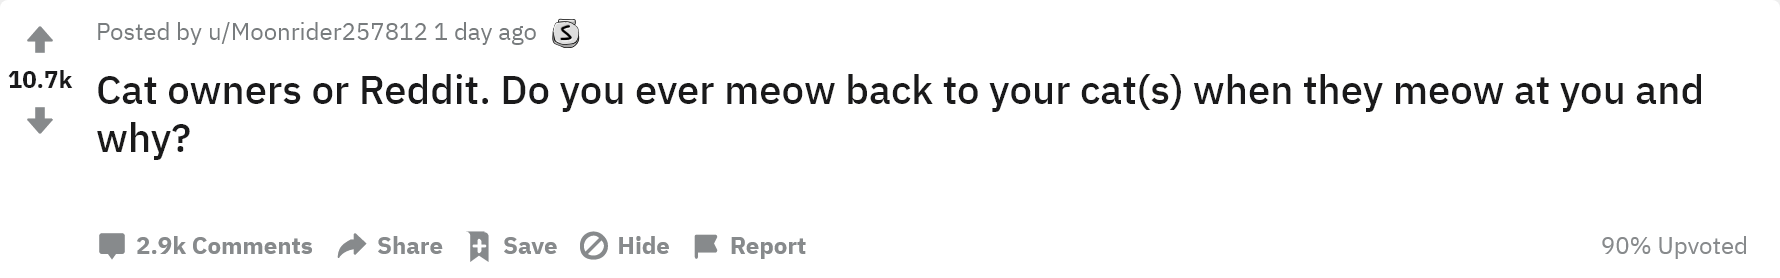 Posted by u/Moonrider257812 1 day ago S
10.7k
Cat owners or Reddit. Do you ever meow back to your cat(s) when they meow at you and
why?
2.9k Comments Share Save Hide Report 90% Upvoted